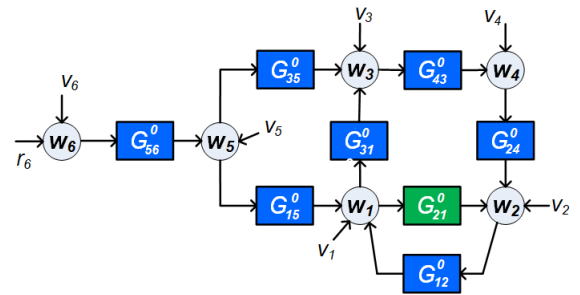 v₃ v₄
G⁰₃₅ w₃ G⁰₄₃ w₄
v₆
r₆ w₆ G⁰₅₆ w₅ v₅ G⁰₃₁ G⁰₂₄
G⁰₁₅ w₁ G⁰₂₁ w₂ v₂
v₁
G⁰₁₂